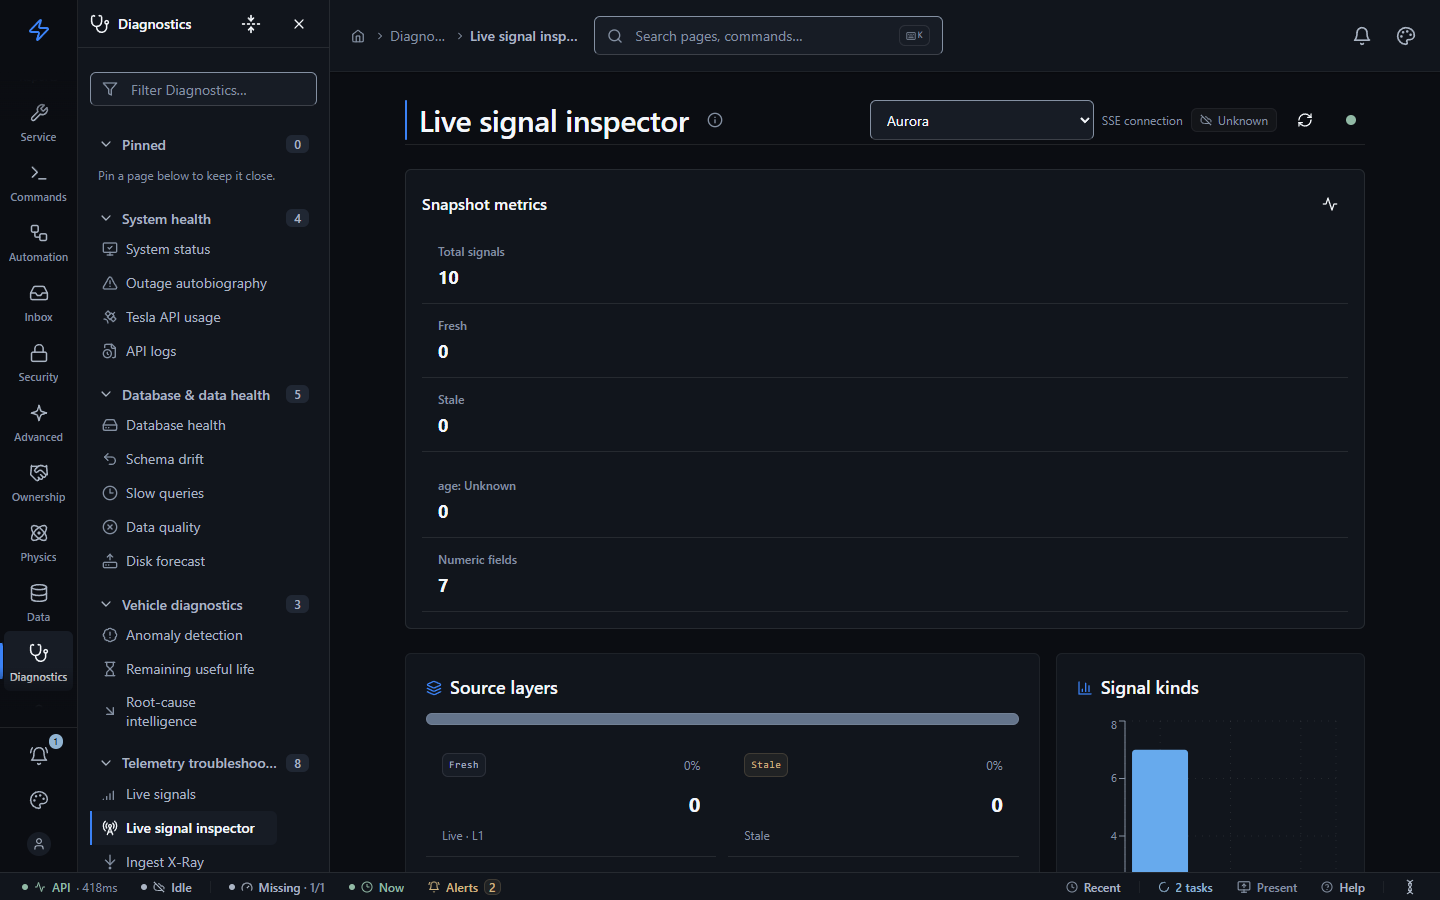 Diagnostics
Diagno...
Live signal insp...
Search pages, commands...
K
Service
Commands
Automation
Inbox
Security
Advanced
Ownership
Physics
Data
Diagnostics
1
Filter Diagnostics...
Pinned
0
Pin a page below to keep it close.
System health
4
System status
Outage autobiography
Tesla API usage
API logs
Database & data health
5
Database health
Schema drift
Slow queries
Data quality
Disk forecast
Vehicle diagnostics
3
Anomaly detection
Remaining useful life
Root-cause
intelligence
Telemetry troubleshoo...
8
Live signals
Live signal inspector
Ingest X-Ray
Live signal inspector
Aurora
SSE connection
Unknown
Snapshot metrics
Total signals
10
Fresh
0
Stale
0
age: Unknown
0
Numeric fields
7
Source layers
Fresh
0%
0
Live · L1
Stale
0%
0
Stale
Signal kinds
8
6
4
API · 418ms
Idle
Missing · 1/1
Now
Alerts 2
Recent
2 tasks
Present
Help